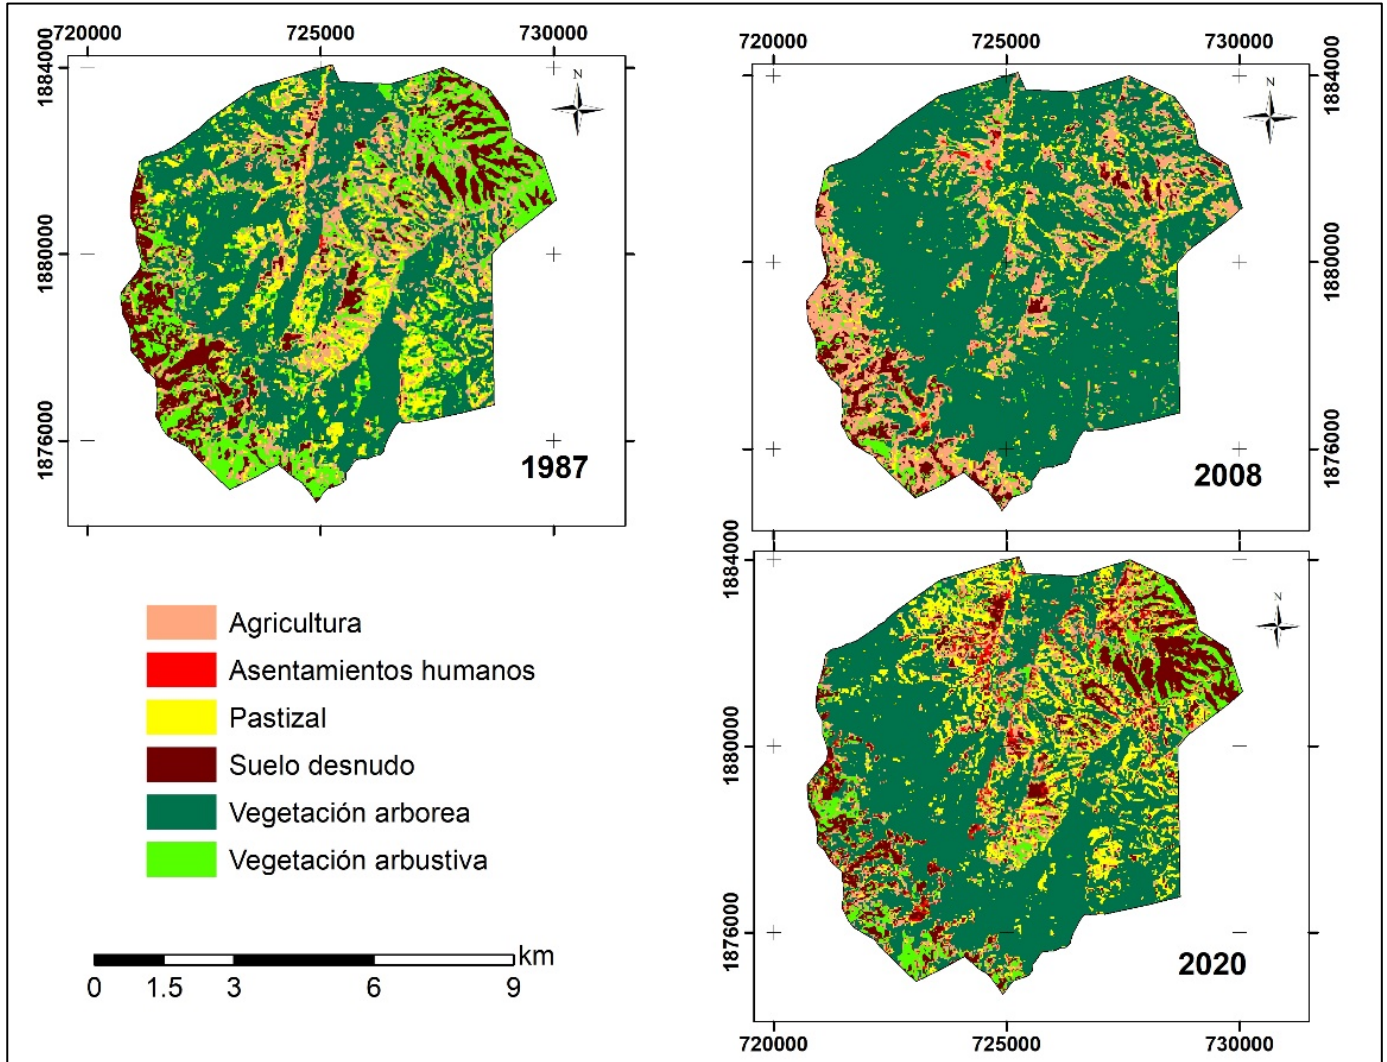 720000 725000 730000
1884000
1880000
1876000
N
1987
720000 725000 730000
1884000
1880000
1876000
N
2008
Agricultura
Asentamientos humanos
Pastizal
Suelo desnudo
Vegetación arborea
Vegetación arbustiva
km
0 1.5 3 6 9
1884000
1880000
1876000
N
2020
720000 725000 730000